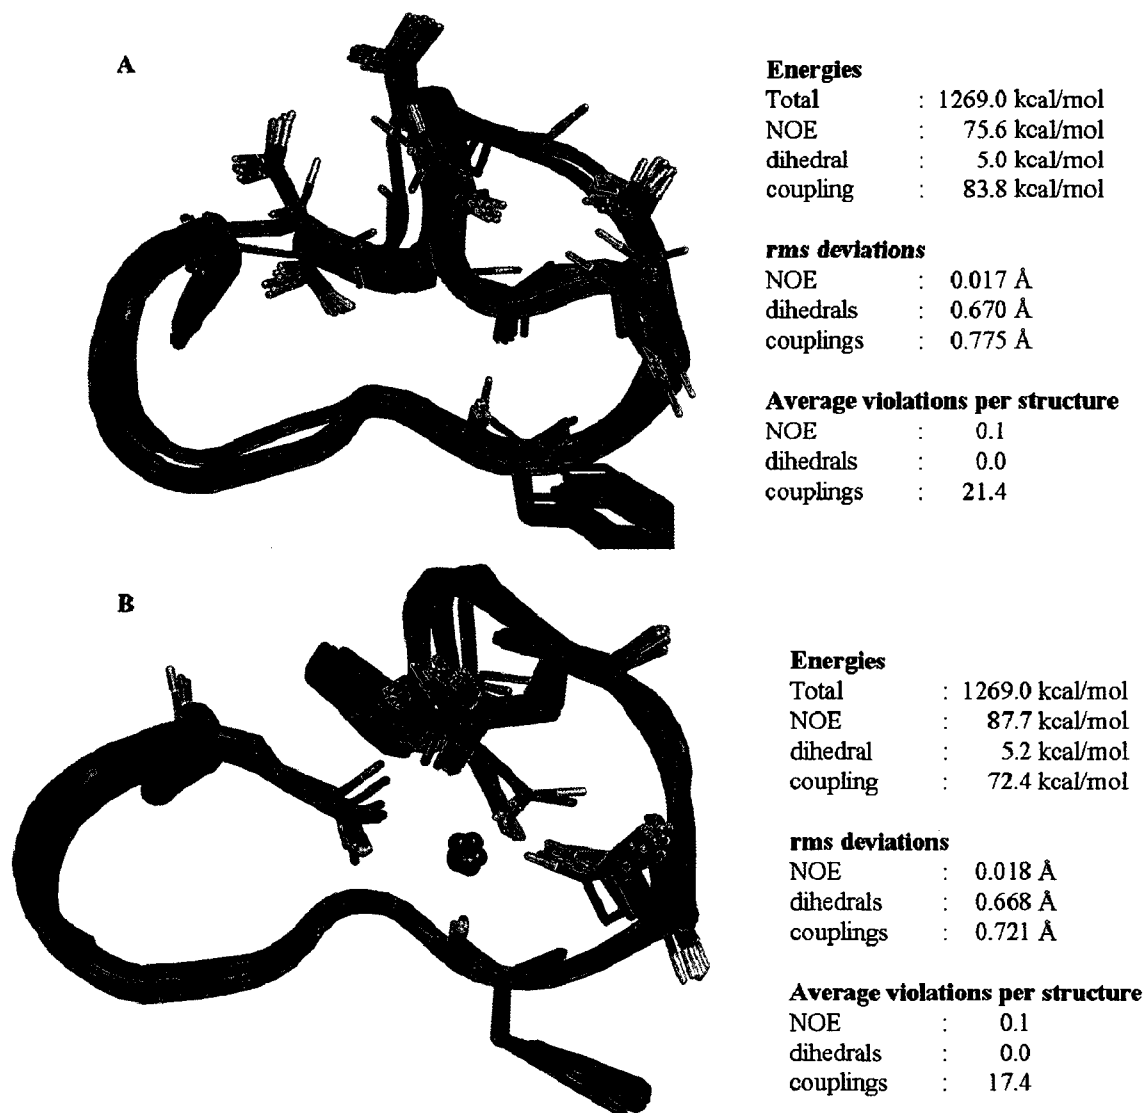 A
Energies
Total : 1269.0 kcal/mol
NOE : 75.6 kcal/mol
dihedral : 5.0 kcal/mol
coupling : 83.8 kcal/mol
rms deviations
NOE : 0.017 Å
dihedrals : 0.670 Å
couplings : 0.775 Å
Average violations per structure
NOE : 0.1
dihedrals : 0.0
couplings : 21.4
B
Energies
Total : 1269.0 kcal/mol
NOE : 87.7 kcal/mol
dihedral : 5.2 kcal/mol
coupling : 72.4 kcal/mol
rms deviations
NOE : 0.018 Å
dihedrals : 0.668 Å
couplings : 0.721 Å
Average violations per structure
NOE : 0.1
dihedrals : 0.0
couplings : 17.4